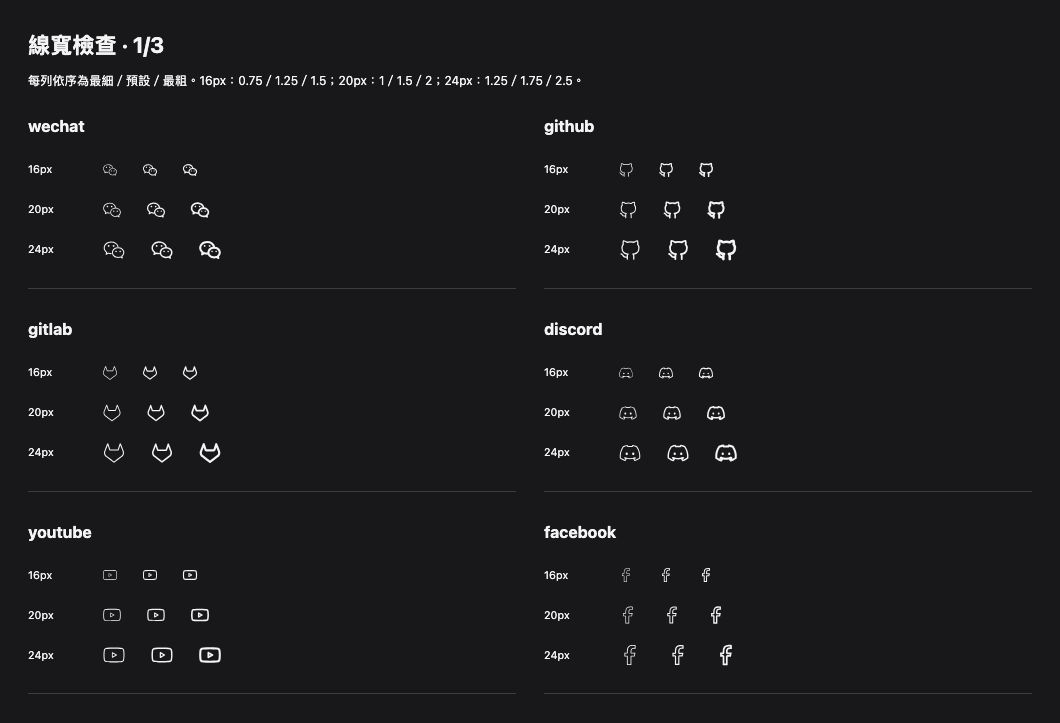 線寬檢查 · 1/3
每列依序為最細 / 預設 / 最粗。16px：0.75 / 1.25 / 1.5；20px：1 / 1.5 / 2；24px：1.25 / 1.75 / 2.5。
wechat
16px
20px
24px
github
16px
20px
24px
gitlab
16px
20px
24px
discord
16px
20px
24px
youtube
16px
20px
24px
facebook
16px
20px
24px